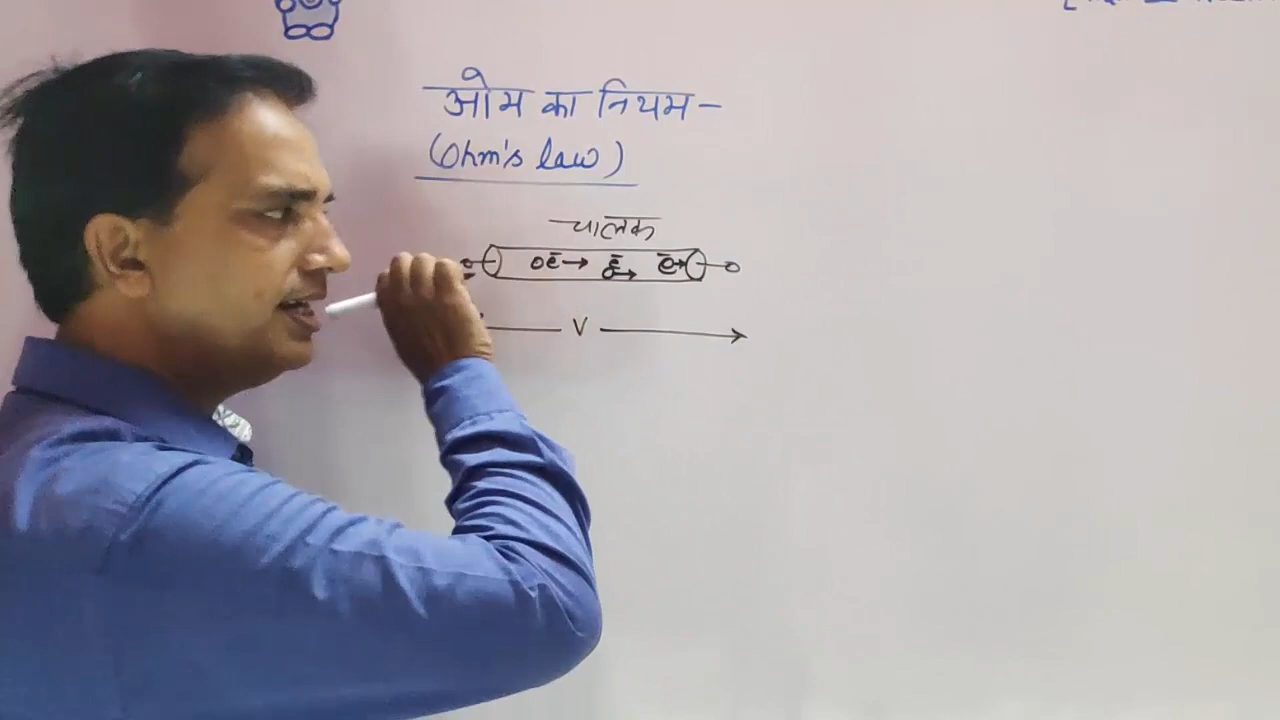 ओम का नियम -
(Ohm's law)
चालक
e̅ → e̅ → e̅ →
V